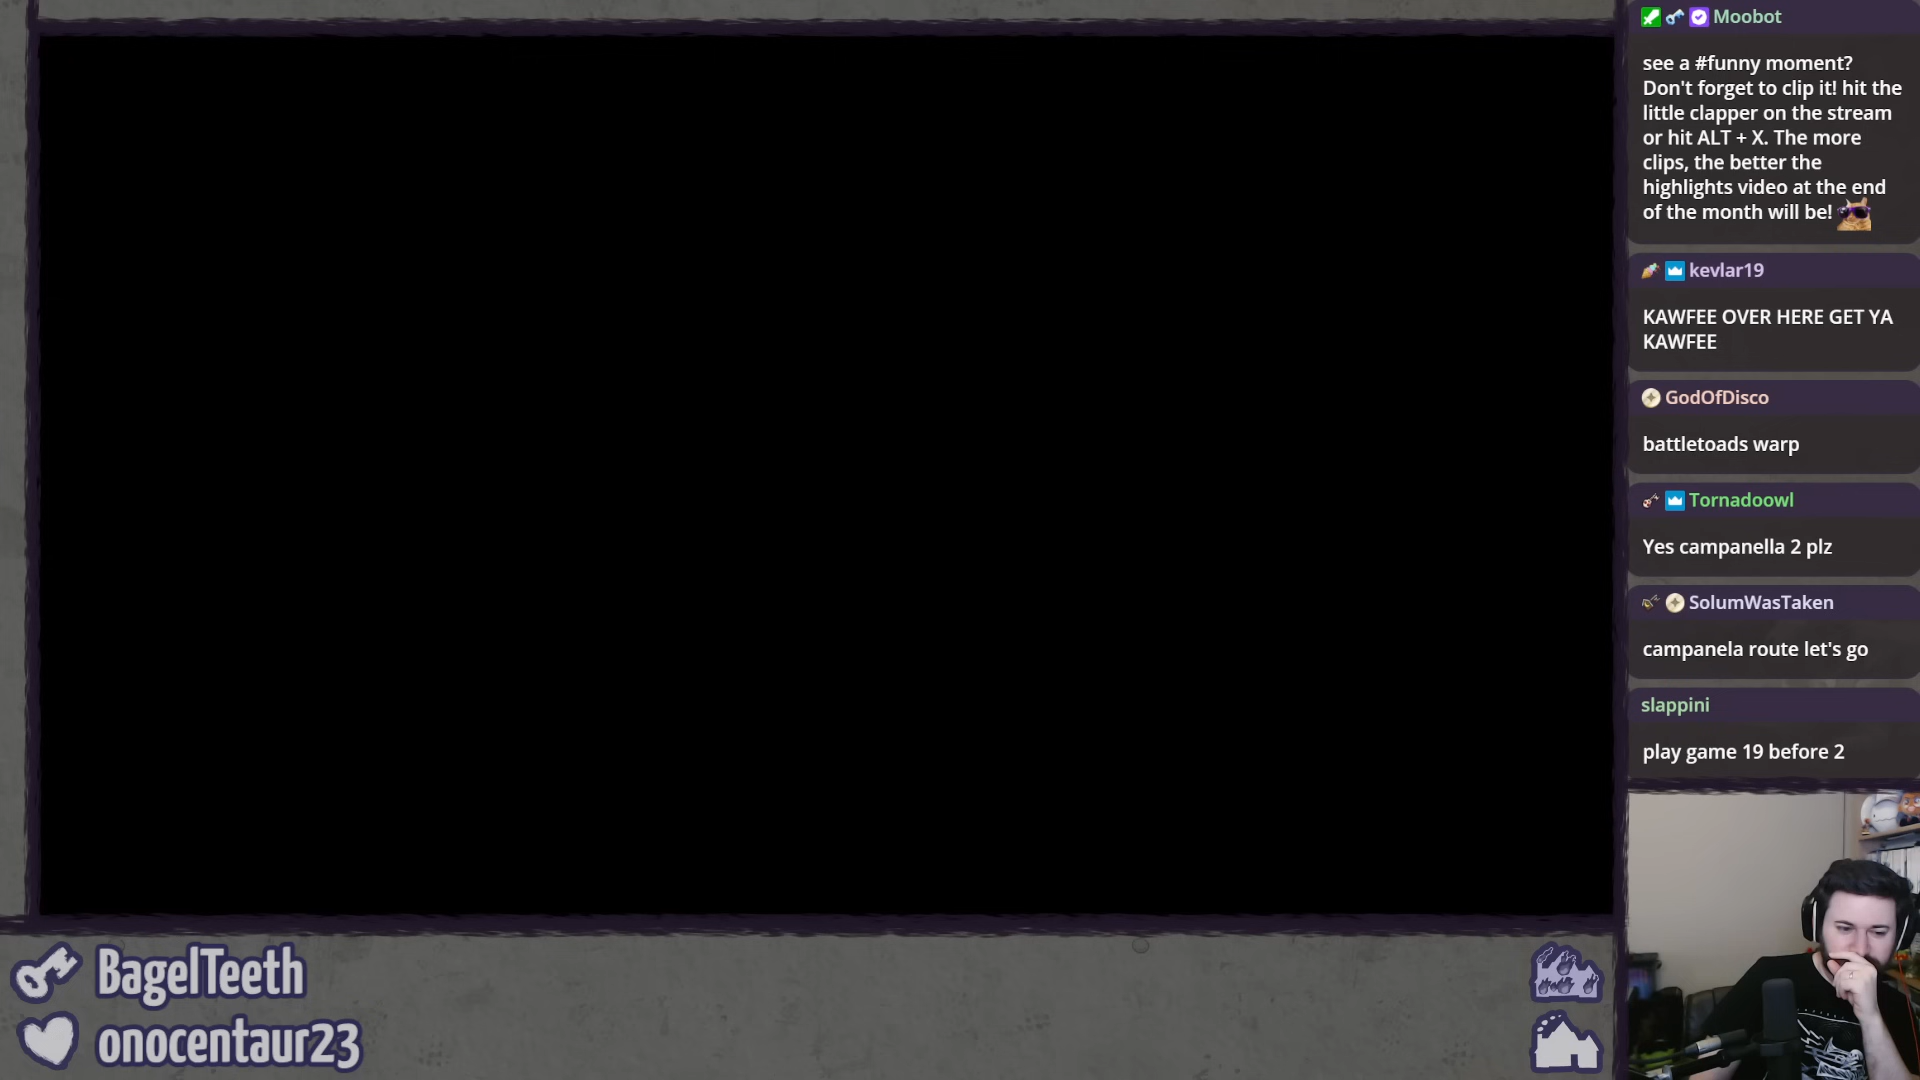 Moobot
see a #funny moment?
Don't forget to clip it! hit the
little clapper on the stream
or hit ALT + X. The more
clips, the better the
highlights video at the end
of the month will be!
kevlar19
KAWFEE OVER HERE GET YA
KAWFEE
GodOfDisco
battletoads warp
Tornadoowl
Yes campanella 2 plz
SolumWasTaken
campanela route let's go
slappini
play game 19 before 2
BagelTeeth
onocentaur23